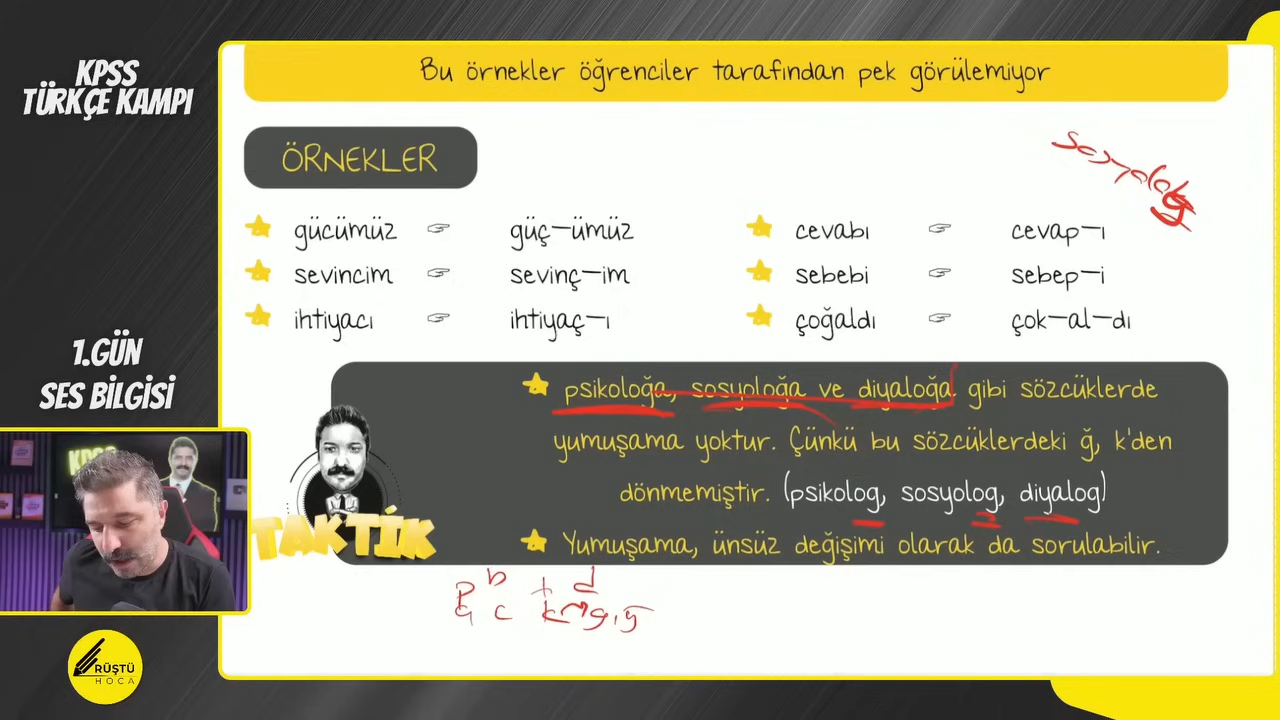 KPSS
TÜRKÇE KAMPI
1.GÜN
SES BİLGİSİ
Bu örnekler öğrenciler tarafından pek görülemiyor
ÖRNEKLER
sosyolog
gücümüz ☞ güç-ümüz
sevincim ☞ sevinç-im
ihtiyacı ☞ ihtiyaç-ı
cevabı ☞ cevap-ı
sebebi ☞ sebep-i
çoğaldı ☞ çok-al-dı
psikoloğa, sosyoloğa ve diyaloğa gibi sözcüklerde
yumuşama yoktur. Çünkü bu sözcüklerdeki ğ, k'den
dönmemiştir. (psikolog, sosyolog, diyalog)
Yumuşama, ünsüz değişimi olarak da sorulabilir.
TAKTİK
p b t d
ç c k→g,ğ
KPSS
RÜŞTÜ
HOCA